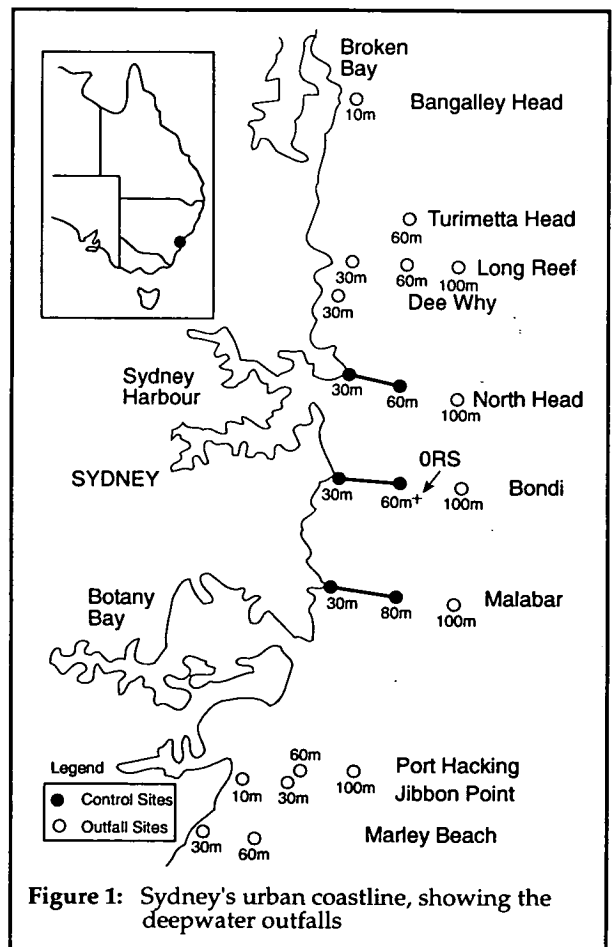 Broken
Bay
10m
Bangalley Head
Turimetta Head
60m
30m
60m
100m
Long Reef
30m
Dee Why
Sydney
Harbour
30m
60m
100m
North Head
SYDNEY
0RS
30m
60m+
100m
Bondi
Botany
Bay
30m
80m
100m
Malabar
60m
Port Hacking
10m
30m
100m
Jibbon Point
Legend
Control Sites
Outfall Sites
30m
60m
Marley Beach
Figure 1: Sydney's urban coastline, showing the
deepwater outfalls